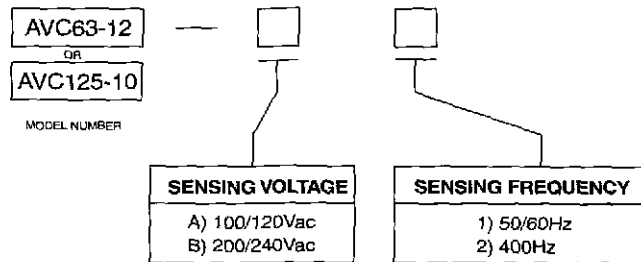 AVC63-12 —
OR
AVC125-10
MODEL NUMBER
SENSING VOLTAGE
A) 100/120Vac
B) 200/240Vac
SENSING FREQUENCY
1) 50/60Hz
2) 400Hz